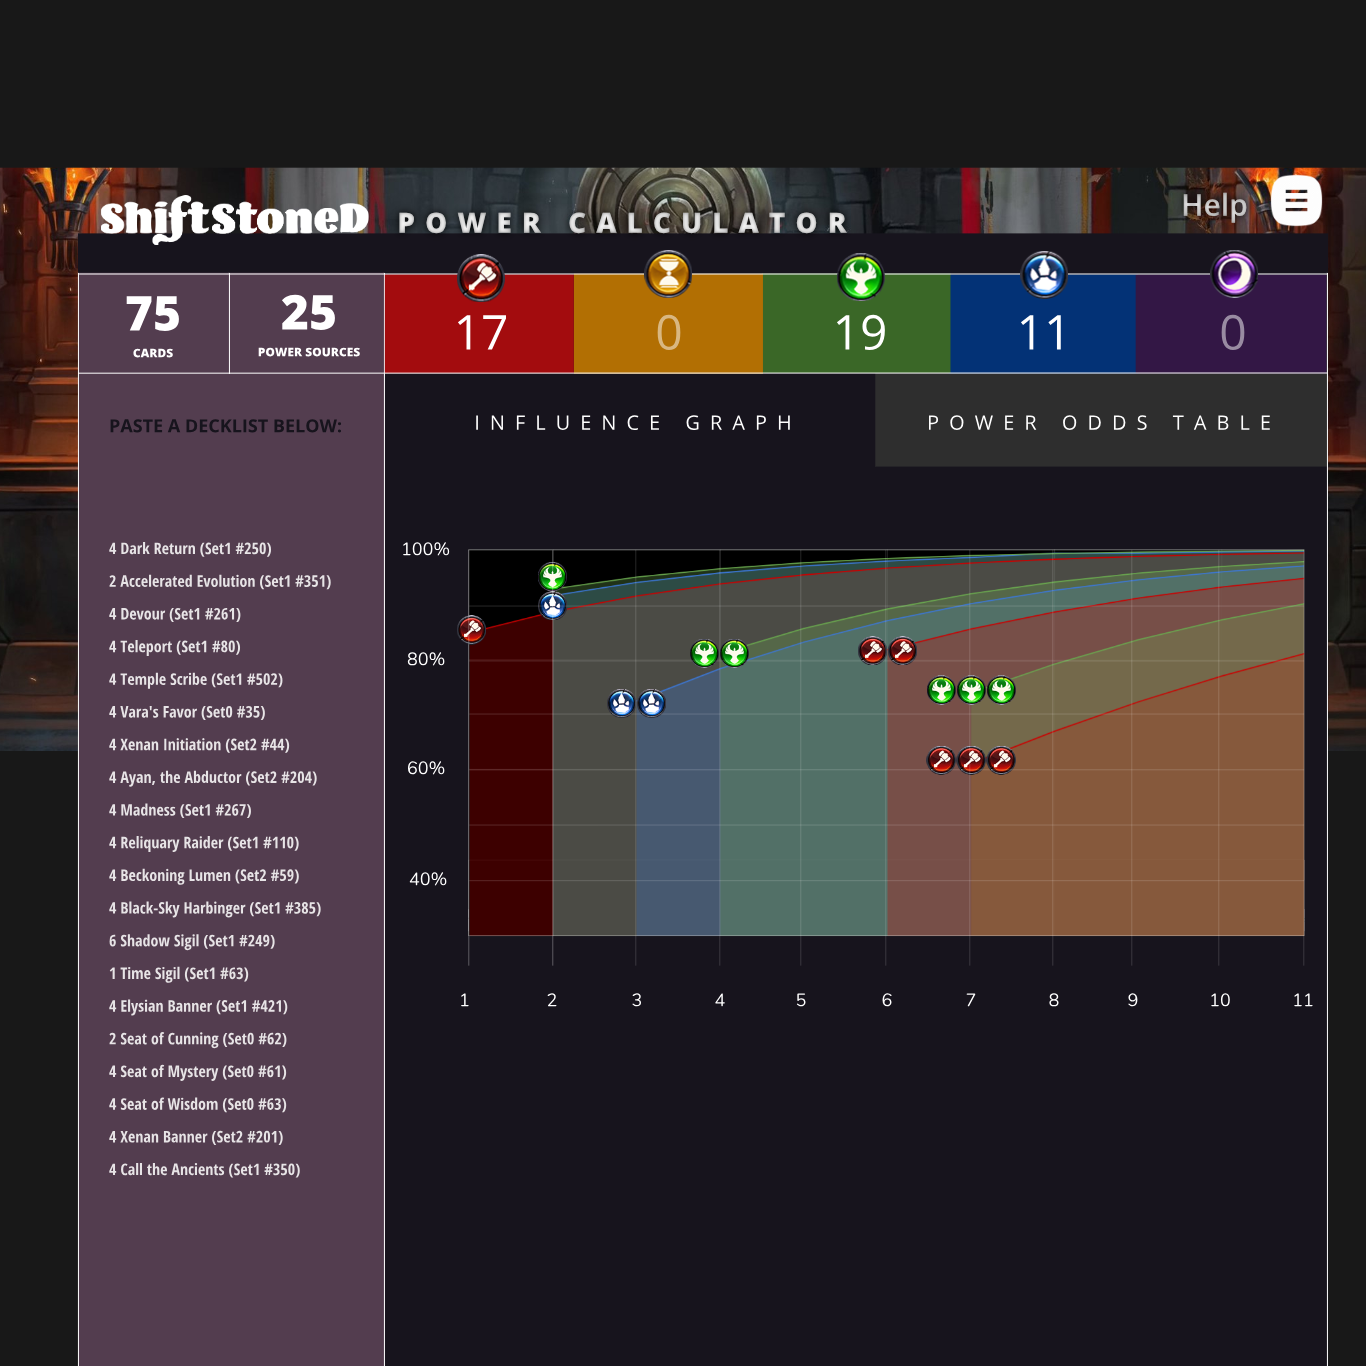 ShiftStoneD POWER CALCULATOR
Help
75
CARDS
25
POWER SOURCES
17
0
19
11
0
PASTE A DECKLIST BELOW:
INFLUENCE GRAPH
POWER ODDS TABLE
4 Dark Return (Set1 #250)
2 Accelerated Evolution (Set1 #351)
4 Devour (Set1 #261)
4 Teleport (Set1 #80)
4 Temple Scribe (Set1 #502)
4 Vara's Favor (Set0 #35)
4 Xenan Initiation (Set2 #44)
4 Ayan, the Abductor (Set2 #204)
4 Madness (Set1 #267)
4 Reliquary Raider (Set1 #110)
4 Beckoning Lumen (Set2 #59)
4 Black-Sky Harbinger (Set1 #385)
6 Shadow Sigil (Set1 #249)
1 Time Sigil (Set1 #63)
4 Elysian Banner (Set1 #421)
2 Seat of Cunning (Set0 #62)
4 Seat of Mystery (Set0 #61)
4 Seat of Wisdom (Set0 #63)
4 Xenan Banner (Set2 #201)
4 Call the Ancients (Set1 #350)
100%
80%
60%
40%
1 2 3 4 5 6 7 8 9 10 11